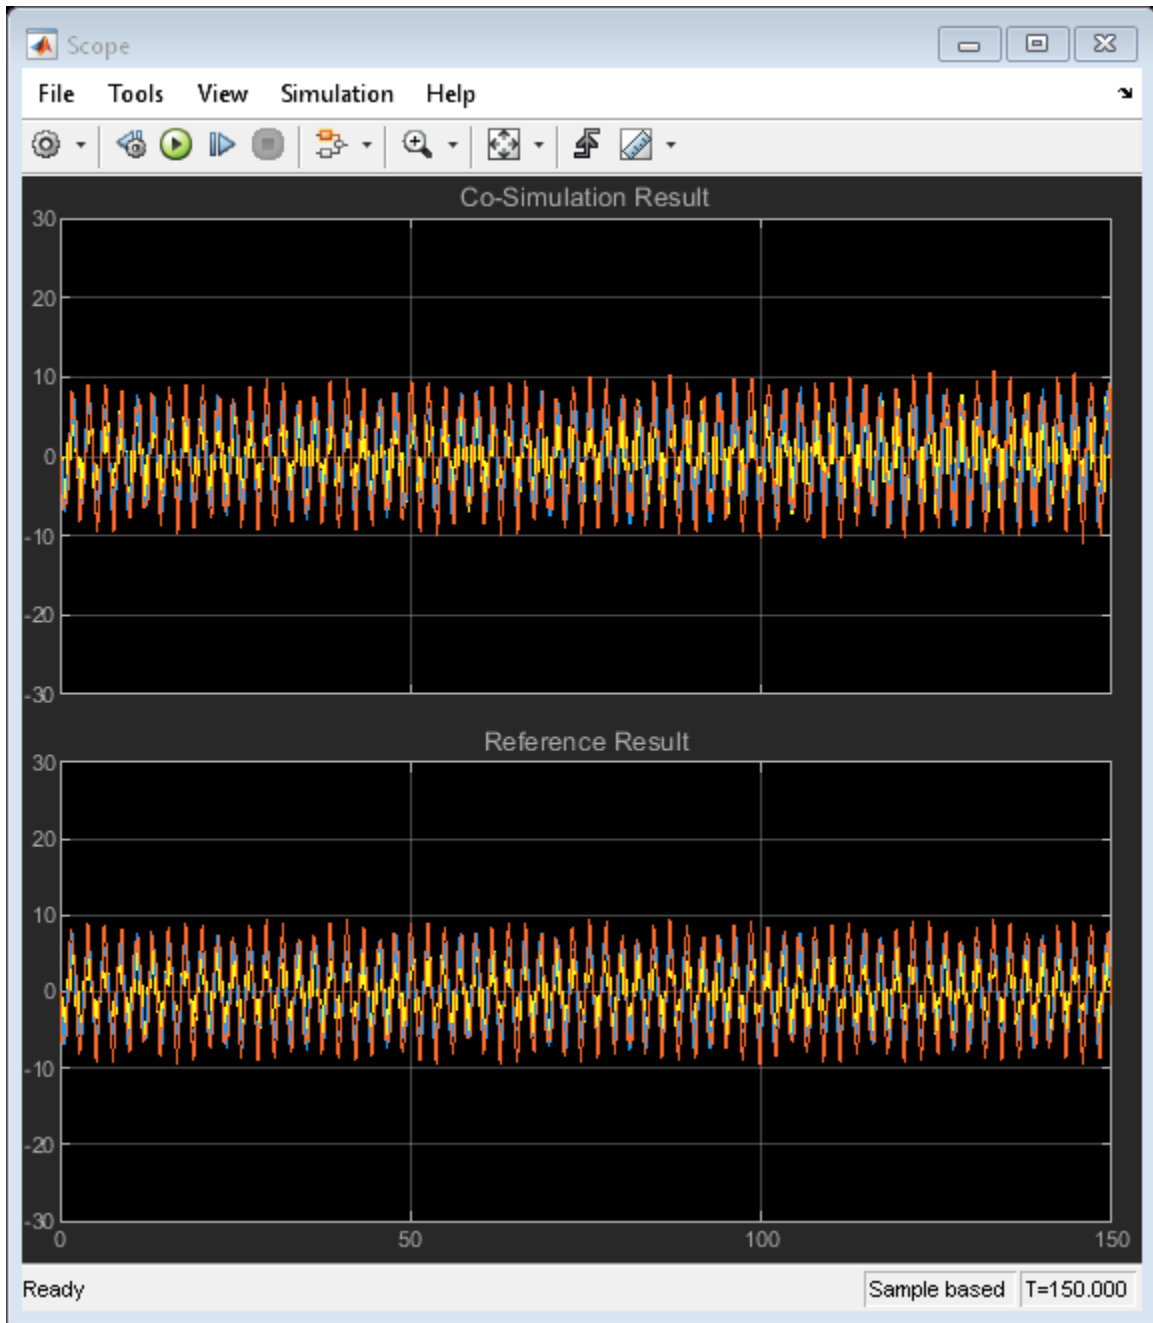 Scope
File Tools View Simulation Help
Co-Simulation Result
30
20
10
0
-10
-20
-30
Reference Result
30
20
10
0
-10
-20
-30
0 50 100 150
Ready Sample based T=150.000